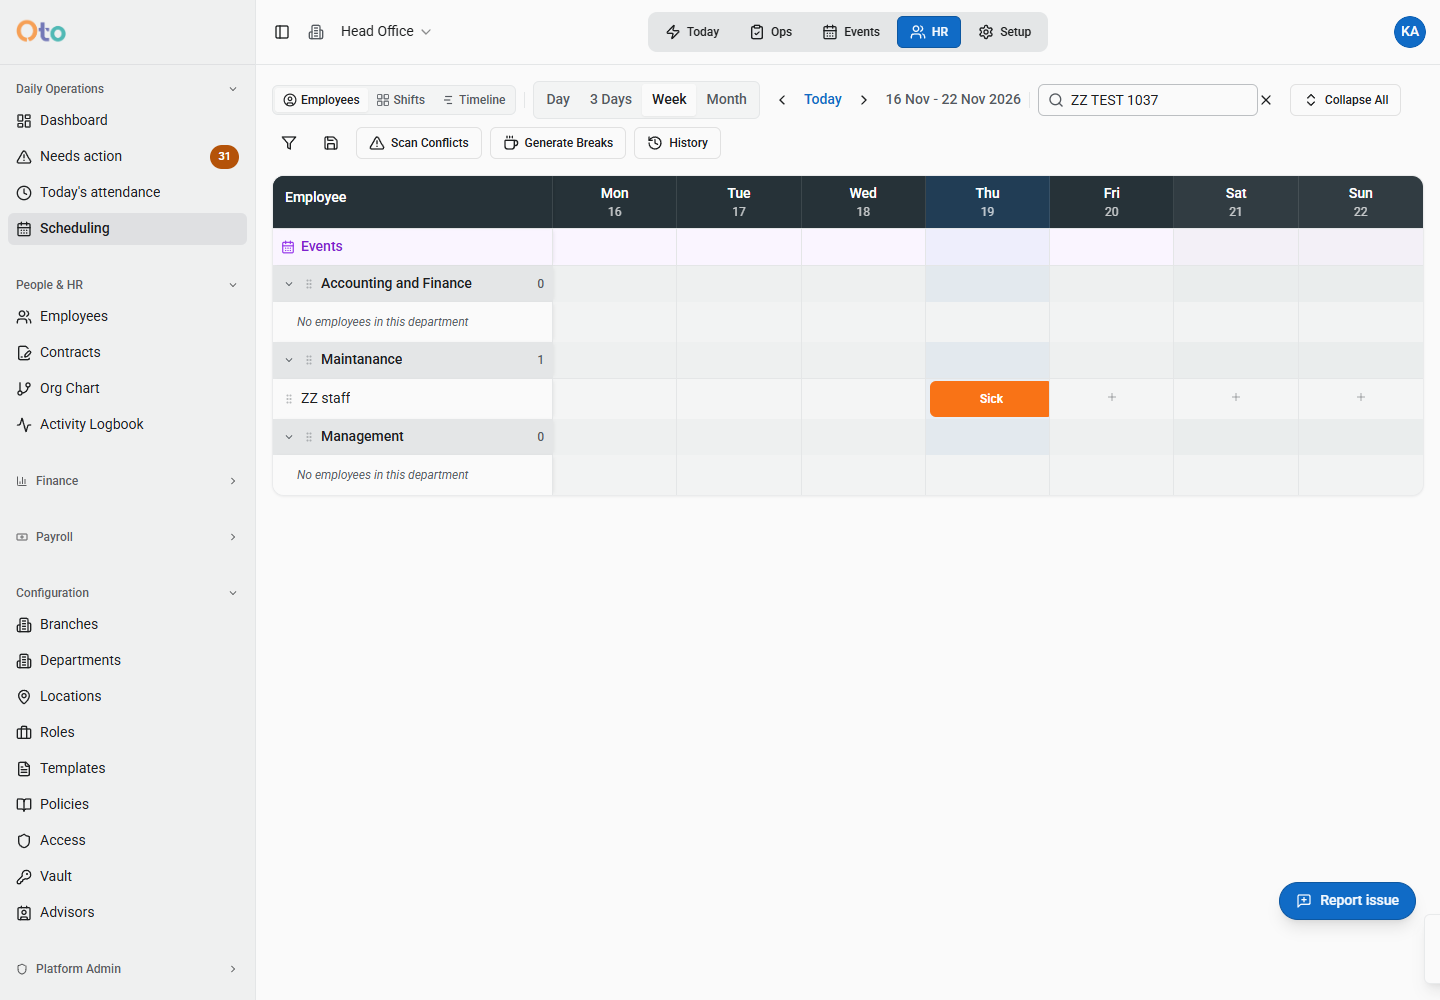 Oto
Head Office
Today
Ops
Events
HR
Setup
KA
Daily Operations
Dashboard
Needs action
31
Today's attendance
Scheduling
People & HR
Employees
Contracts
Org Chart
Activity Logbook
Finance
Payroll
Configuration
Branches
Departments
Locations
Roles
Templates
Policies
Access
Vault
Advisors
Platform Admin
Employees
Shifts
Timeline
Day
3 Days
Week
Month
Today
16 Nov - 22 Nov 2026
ZZ TEST 1037
Collapse All
Scan Conflicts
Generate Breaks
History
Employee
Mon
16
Tue
17
Wed
18
Thu
19
Fri
20
Sat
21
Sun
22
Events
Accounting and Finance
0
No employees in this department
Maintanance
1
ZZ staff
Sick
+
+
+
Management
0
No employees in this department
Report issue